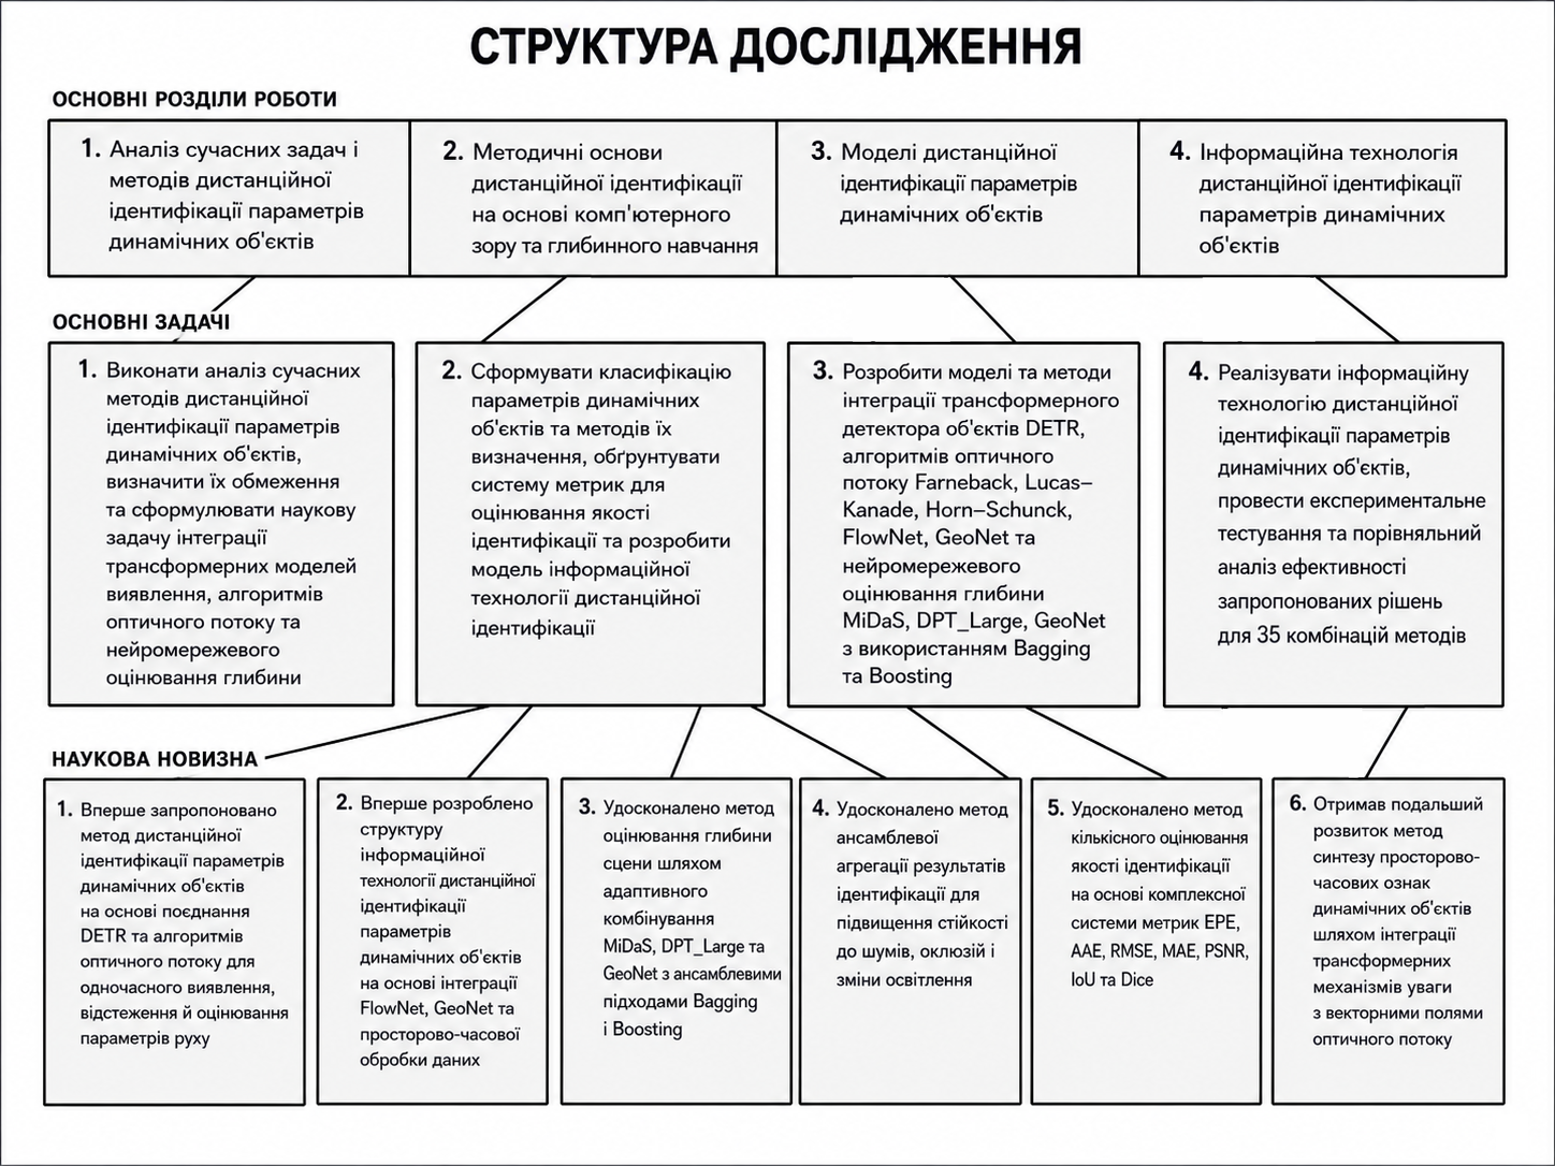 СТРУКТУРА ДОСЛІДЖЕННЯ
ОСНОВНІ РОЗДІЛИ РОБОТИ
1. Аналіз сучасних задач і
методів дистанційної
ідентифікації параметрів
динамічних об'єктів
2. Методичні основи
дистанційної ідентифікації
на основі комп'ютерного
зору та глибинного навчання
3. Моделі дистанційної
ідентифікації параметрів
динамічних об'єктів
4. Інформаційна технологія
дистанційної ідентифікації
параметрів динамічних
об'єктів
ОСНОВНІ ЗАДАЧІ
1. Виконати аналіз сучасних
методів дистанційної
ідентифікації параметрів
динамічних об'єктів,
визначити їх обмеження
та сформулювати наукову
задачу інтеграції
трансформерних моделей
виявлення, алгоритмів
оптичного потоку та
нейромережевого
оцінювання глибини
2. Сформувати класифікацію
параметрів динамічних
об'єктів та методів їх
визначення, обґрунтувати
систему метрик для
оцінювання якості
ідентифікації та розробити
модель інформаційної
технології дистанційної
ідентифікації
3. Розробити моделі та методи
інтеграції трансформерного
детектора об'єктів DETR,
алгоритмів оптичного
потоку Farneback, Lucas–
Kanade, Horn–Schunck,
FlowNet, GeoNet та
нейромережевого
оцінювання глибини
MiDaS, DPT_Large, GeoNet
з використанням Bagging
та Boosting
4. Реалізувати інформаційну
технологію дистанційної
ідентифікації параметрів
динамічних об'єктів,
провести експериментальне
тестування та порівняльний
аналіз ефективності
запропонованих рішень
для 35 комбінацій методів
НАУКОВА НОВИЗНА
1. Вперше запропоновано
метод дистанційної
ідентифікації параметрів
динамічних об'єктів
на основі поєднання
DETR та алгоритмів
оптичного потоку для
одночасного виявлення,
відстеження й оцінювання
параметрів руху
2. Вперше розроблено
структуру
інформаційної
технології дистанційної
ідентифікації
параметрів
динамічних об'єктів
на основі інтеграції
FlowNet, GeoNet та
просторово-часової
обробки даних
3. Удосконалено метод
оцінювання глибини
сцени шляхом
адаптивного
комбінування
MiDaS, DPT_Large та
GeoNet з ансамблевими
підходами Bagging
і Boosting
4. Удосконалено метод
ансамблевої
агрегації результатів
ідентифікації для
підвищення стійкості
до шумів, оклюзій і
зміни освітлення
5. Удосконалено метод
кількісного оцінювання
якості ідентифікації
на основі комплексної
системи метрик EPE,
AAE, RMSE, MAE, PSNR,
IoU та Dice
6. Отримав подальший
розвиток метод
синтезу просторово-
часових ознак
динамічних об'єктів
шляхом інтеграції
трансформерних
механізмів уваги
з векторними полями
оптичного потоку